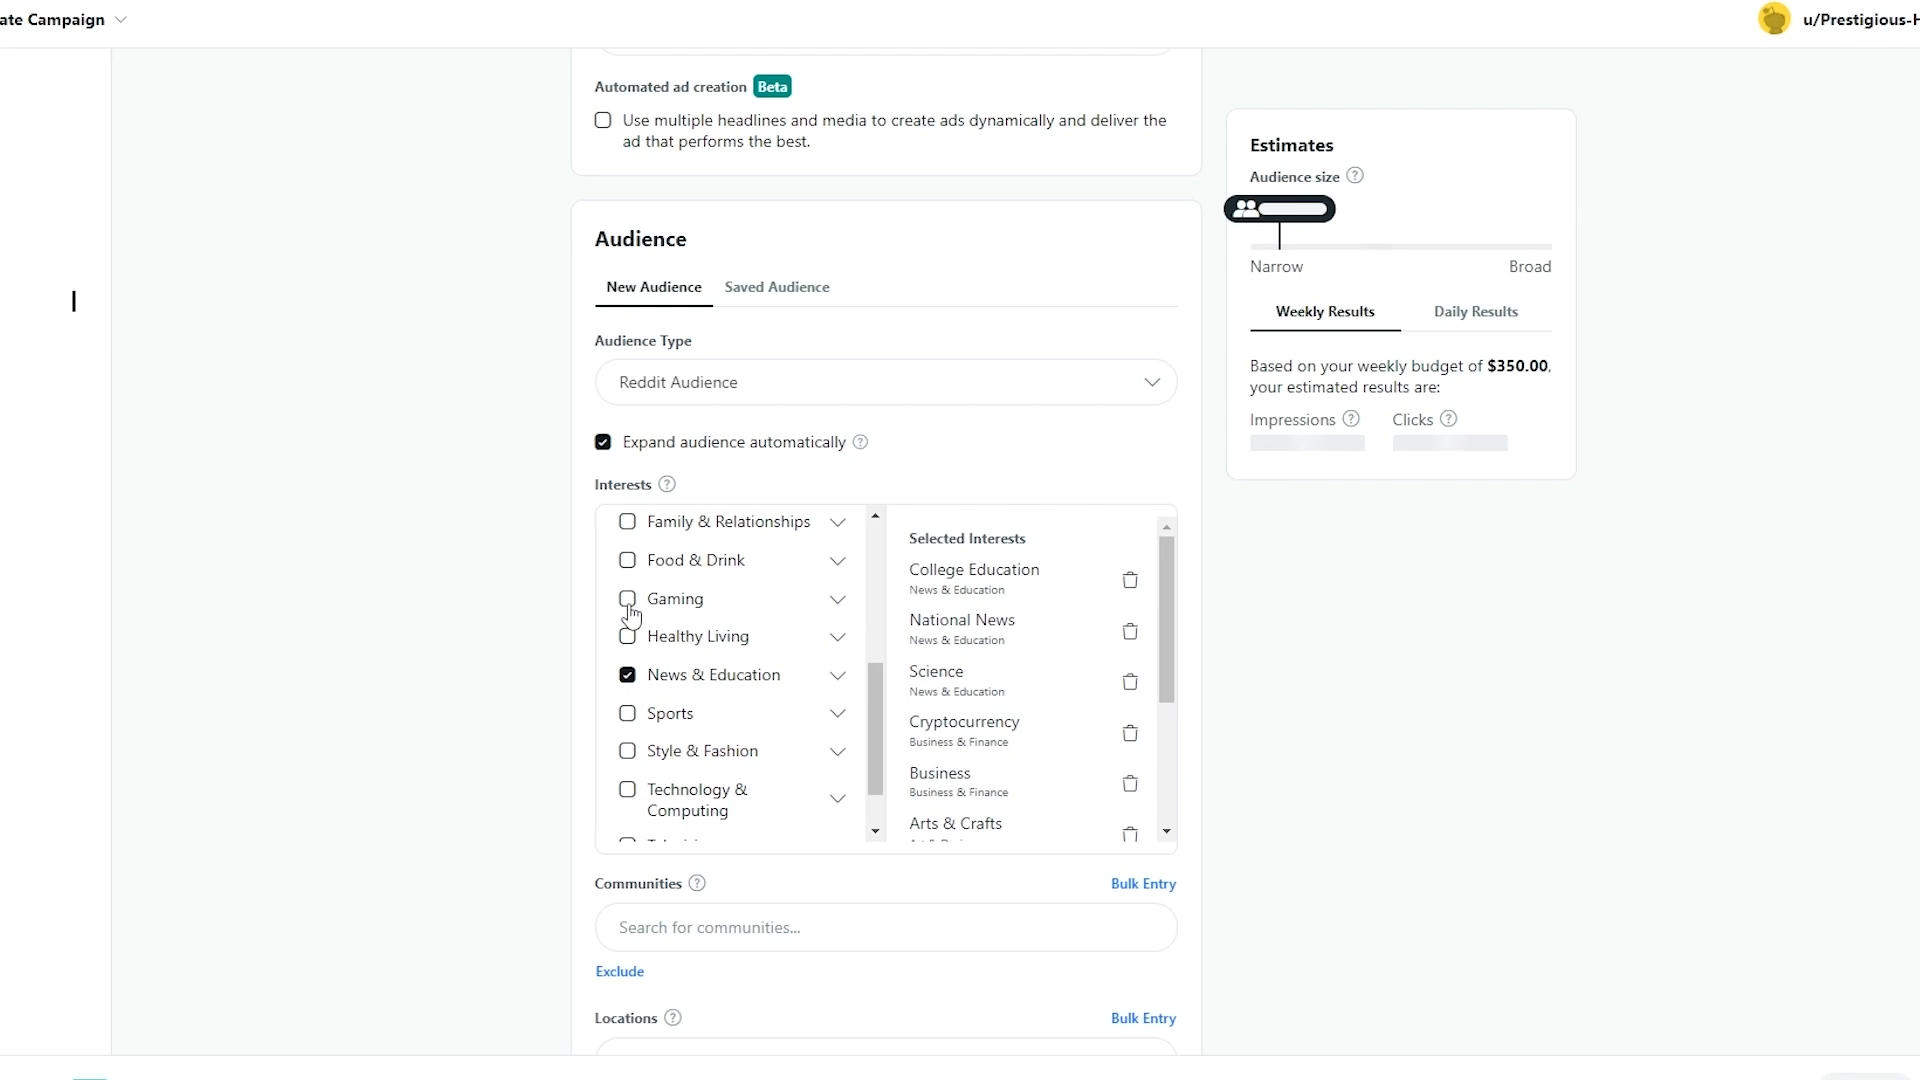 ate Campaign
u/Prestigious-H
Automated ad creation Beta
Use multiple headlines and media to create ads dynamically and deliver the
ad that performs the best.
Audience
New Audience Saved Audience
Audience Type
Reddit Audience
Expand audience automatically
Interests
Family & Relationships
Food & Drink
Gaming
Healthy Living
News & Education
Sports
Style & Fashion
Technology &
Computing
Selected Interests
College Education
News & Education
National News
News & Education
Science
News & Education
Cryptocurrency
Business & Finance
Business
Business & Finance
Arts & Crafts
Communities
Bulk Entry
Search for communities...
Exclude
Locations
Bulk Entry
Estimates
Audience size
Narrow
Broad
Weekly Results
Daily Results
Based on your weekly budget of $350.00,
your estimated results are:
Impressions
Clicks